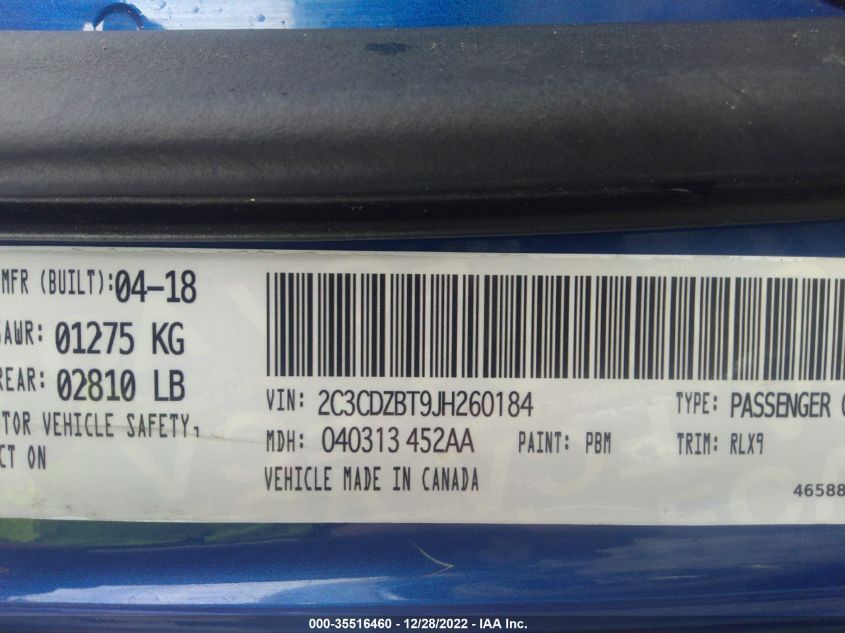 MFR (BUILT): 04-18
GAWR: 01275 KG
REAR: 02810 LB
VIN: 2C3CDZBT9JH260184 TYPE: PASSENGER
TOR VEHICLE SAFETY,
MDH: 040313 452AA PAINT: PBM TRIM: RLX9
CT ON
VEHICLE MADE IN CANADA
46588
000-35516460 - 12/28/2022 - IAA Inc.